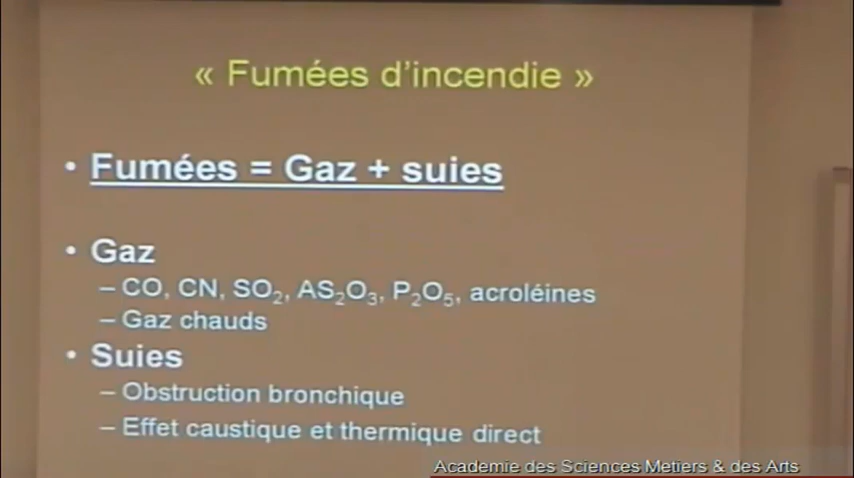 « Fumées d'incendie »
• Fumées = Gaz + suies
• Gaz
– CO, CN, SO₂, AS₂O₃, P₂O₅, acroléines
– Gaz chauds
• Suies
– Obstruction bronchique
– Effet caustique et thermique direct
Academie des Sciences Metiers & des Arts